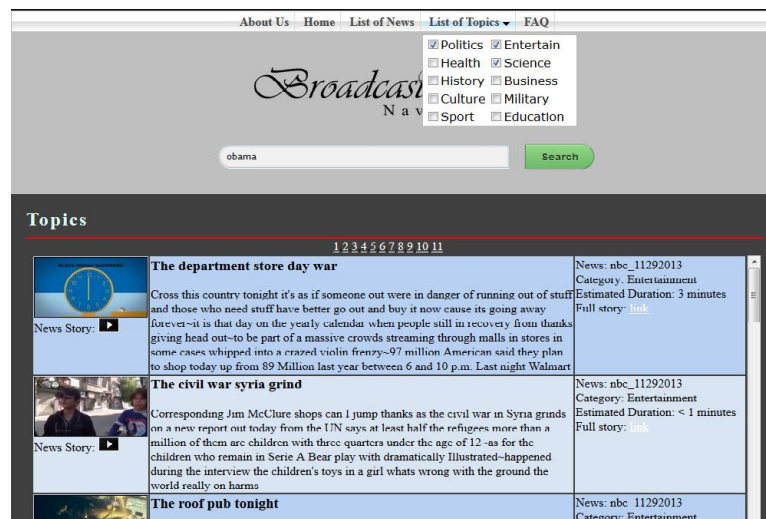 About Us Home List of News List of Topics FAQ
Politics Entertain
Health Science
History Business
Culture Military
Sport Education
Broadcast
Nav
obama
Search
Topics
1 2 3 4 5 6 7 8 9 10 11
The department store day war
Cross this country tonight it's as if someone out were in danger of running out of stuff
and those who need stuff have better go out and buy it now cause its going away
forever~it is that day on the yearly calendar when people still in recovery from thanks
giving head out~to be part of a massive crowds streaming through malls in stores in
some cases whipped into a crazed violin frenzy~97 million American said they plan
to shop today up from 89 Million last year between 6 and 10 p.m. Last night Walmart
News: nbc_11292013
Category: Entertainment
Estimated Duration: 3 minutes
Full story: link
News Story:
The civil war syria grind
Corresponding Jim McClure shops can I jump thanks as the civil war in Syria grinds
on a new report out today from the UN says at least half the refugees more than a
million of them are children with three quarters under the age of 12 -as for the
children who remain in Serie A Bear play with dramatically Illustrated~happened
during the interview the children's toys in a girl whats wrong with the ground the
world really on harms
News: nbc_11292013
Category: Entertainment
Estimated Duration: < 1 minutes
Full story: link
News Story:
The roof pub tonight
News: nbc_11292013
Category: Entertainment